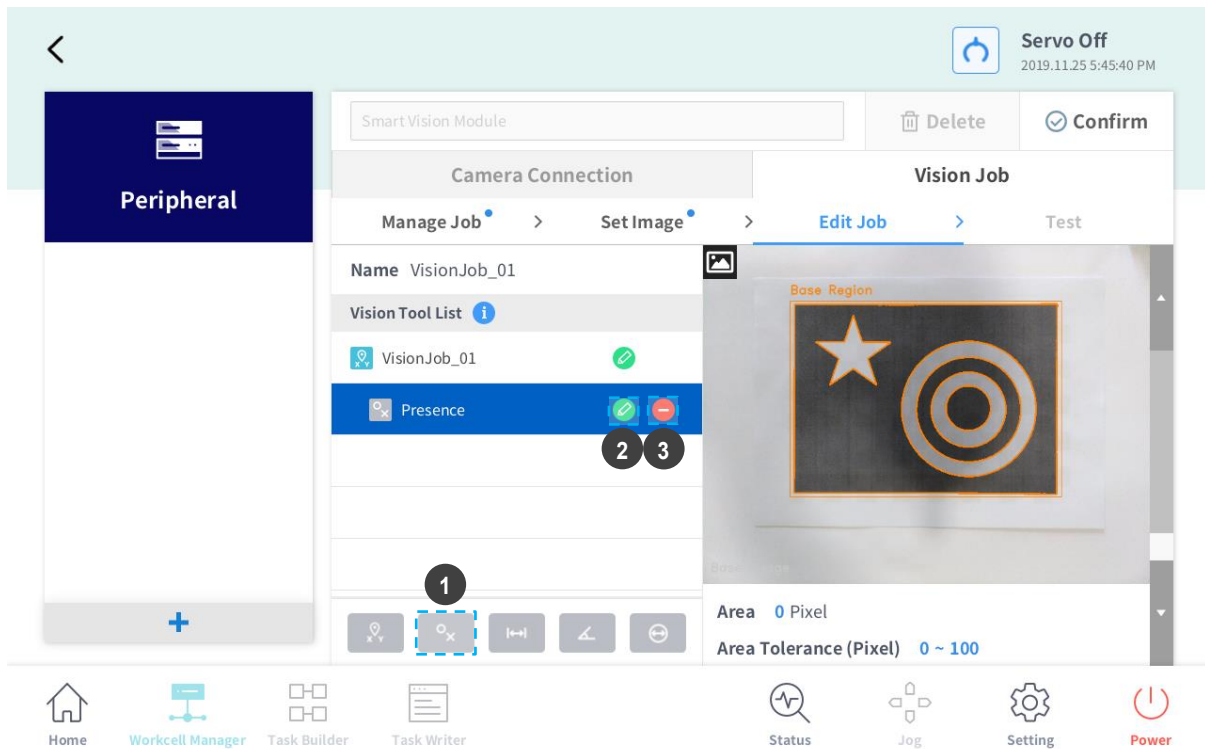 Servo Off
2019.11.25 5:45:40 PM
Peripheral
Smart Vision Module
Delete
Confirm
Camera Connection
Vision Job
Manage Job > Set Image > Edit Job > Test
Name VisionJob_01
Vision Tool List i
VisionJob_01
Presence
2 3
1
Base Region
Area 0 Pixel
Area Tolerance (Pixel) 0 ~ 100
+
Home
Workcell Manager
Task Builder
Task Writer
Status
Jog
Setting
Power